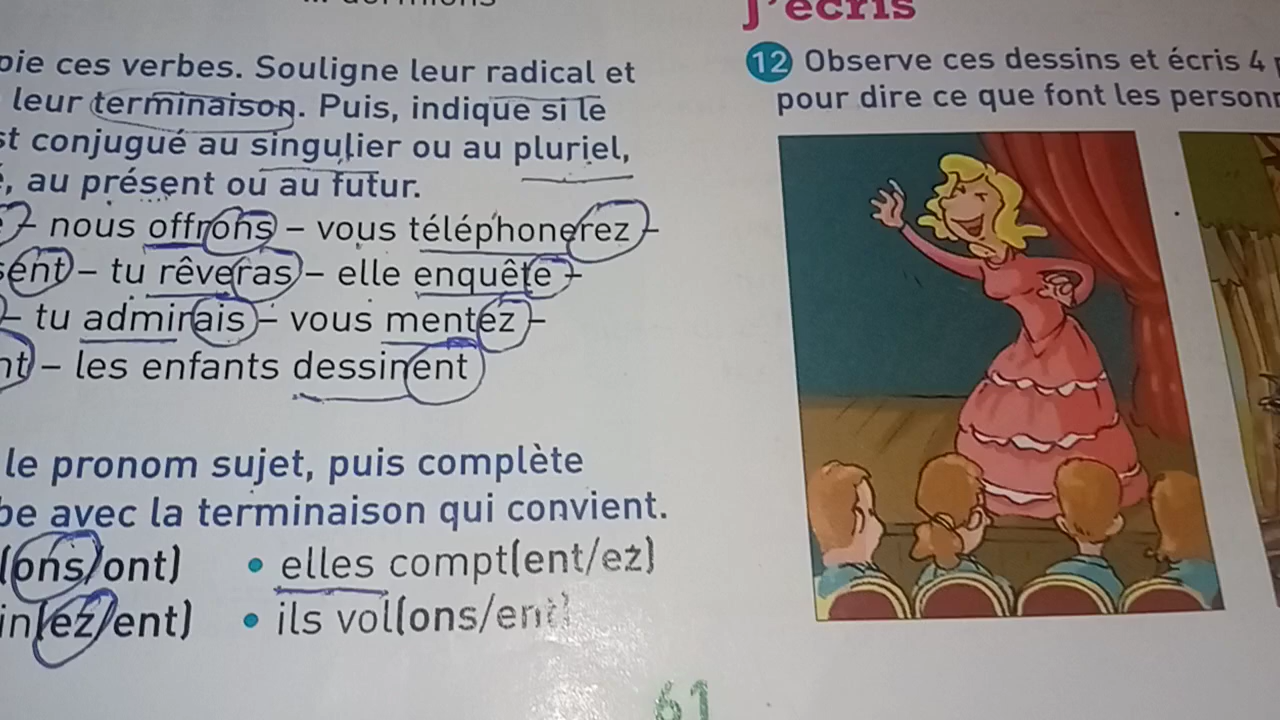 pie ces verbes. Souligne leur radical et
leur terminaison. Puis, indique si le
st conjugué au singulier ou au pluriel,
, au présent ou au futur.
– nous offrons – vous téléphonerez –
sent – tu rêveras – elle enquête –
– tu admirais – vous mentez –
nt – les enfants dessinent
le pronom sujet, puis complète
be avec la terminaison qui convient.
(ons/ont)
• elles compt(ent/ez)
in(ez/ent)
• ils vol(ons/ent)
61
J'écris
12 Observe ces dessins et écris 4
pour dire ce que font les personn